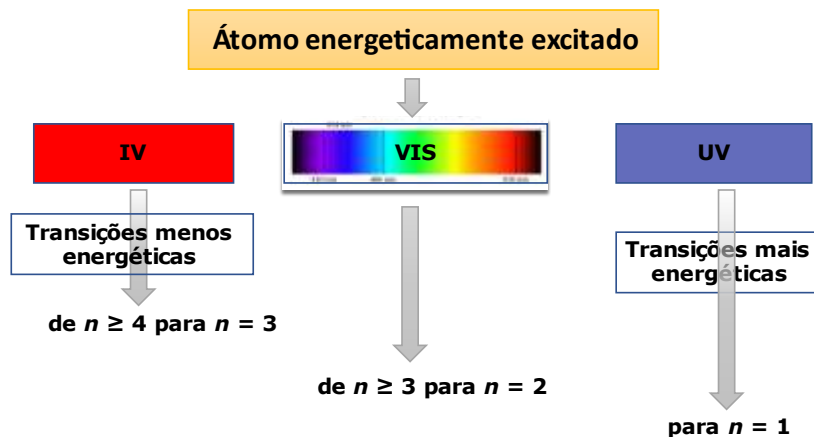 Átomo energeticamente excitado
IV
VIS
UV
Transições menos
energéticas
Transições mais
energéticas
de n ≥ 4 para n = 3
de n ≥ 3 para n = 2
para n = 1